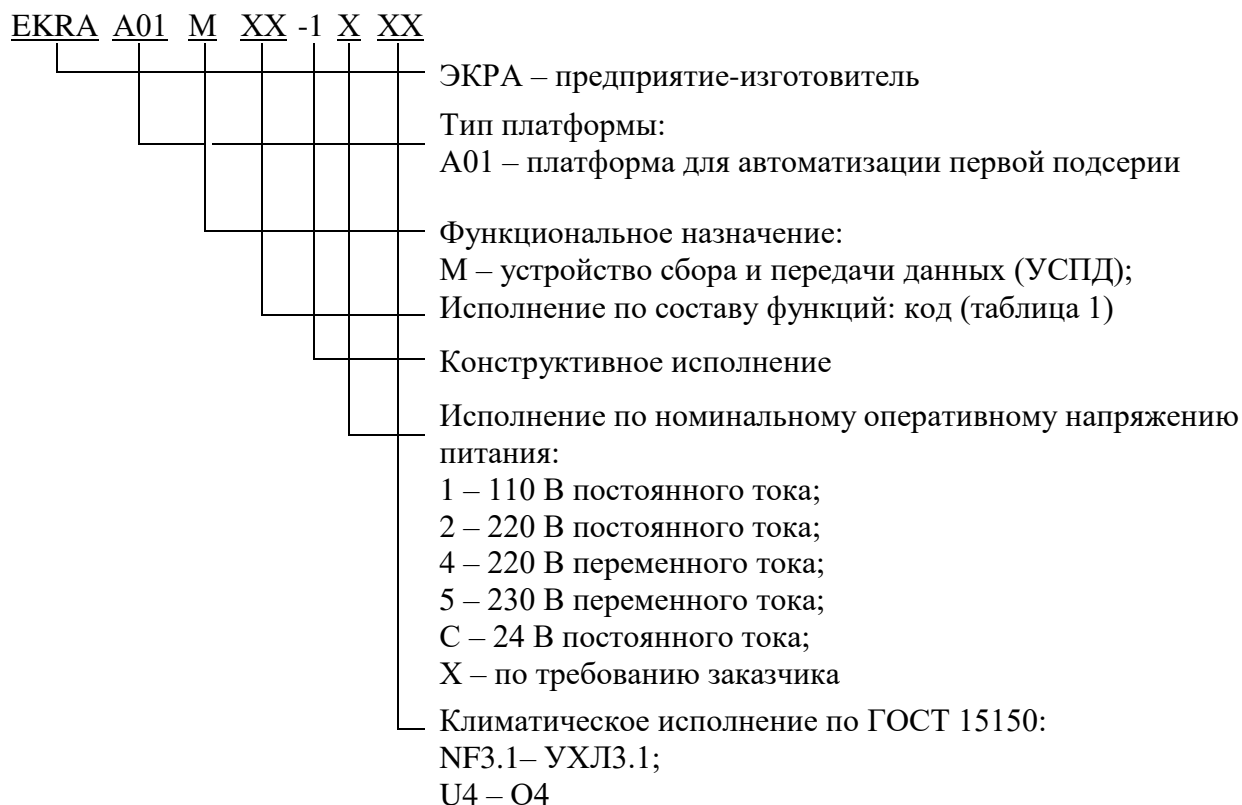 EKRA A01 M XX -1 X XX
ЭКРА – предприятие-изготовитель
Тип платформы:
А01 – платформа для автоматизации первой подсерии
Функциональное назначение:
М – устройство сбора и передачи данных (УСПД);
Исполнение по составу функций: код (таблица 1)
Конструктивное исполнение
Исполнение по номинальному оперативному напряжению
питания:
1 – 110 В постоянного тока;
2 – 220 В постоянного тока;
4 – 220 В переменного тока;
5 – 230 В переменного тока;
С – 24 В постоянного тока;
Х – по требованию заказчика
Климатическое исполнение по ГОСТ 15150:
NF3.1– УХЛ3.1;
U4 – О4